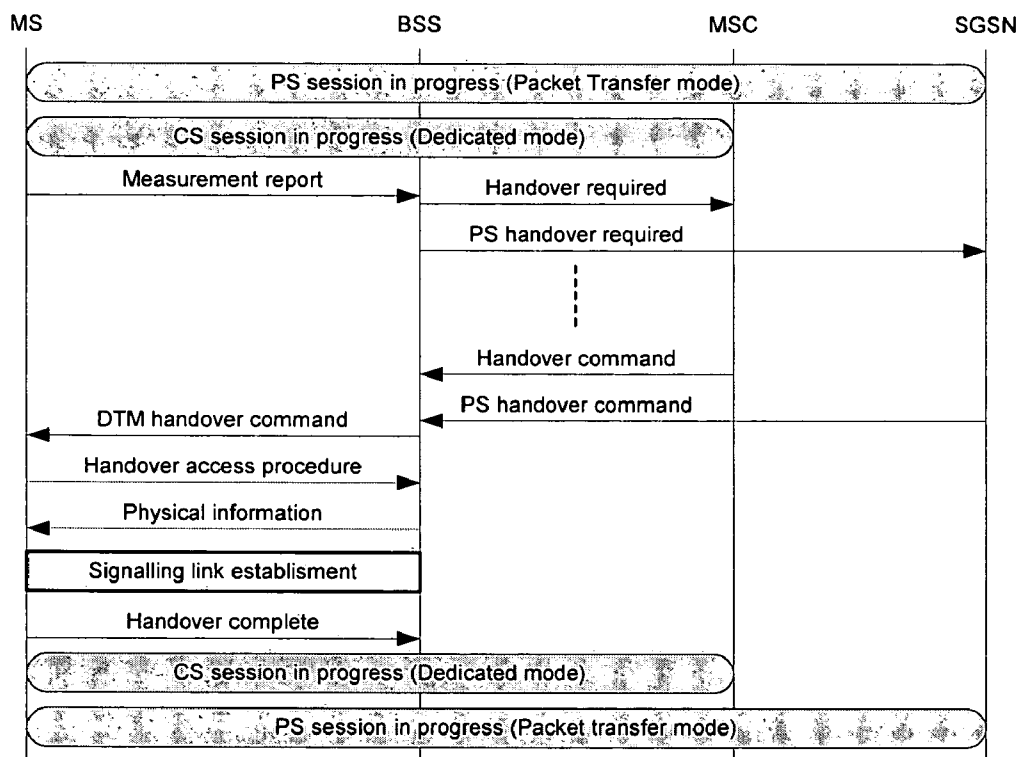 MS BSS MSC SGSN
PS session in progress (Packet Transfer mode)
CS session in progress (Dedicated mode)
Measurement report
Handover required
PS handover required
Handover command
PS handover command
DTM handover command
Handover access procedure
Physical information
Signalling link establisment
Handover complete
CS session in progress (Dedicated mode)
PS session in progress (Packet transfer mode)